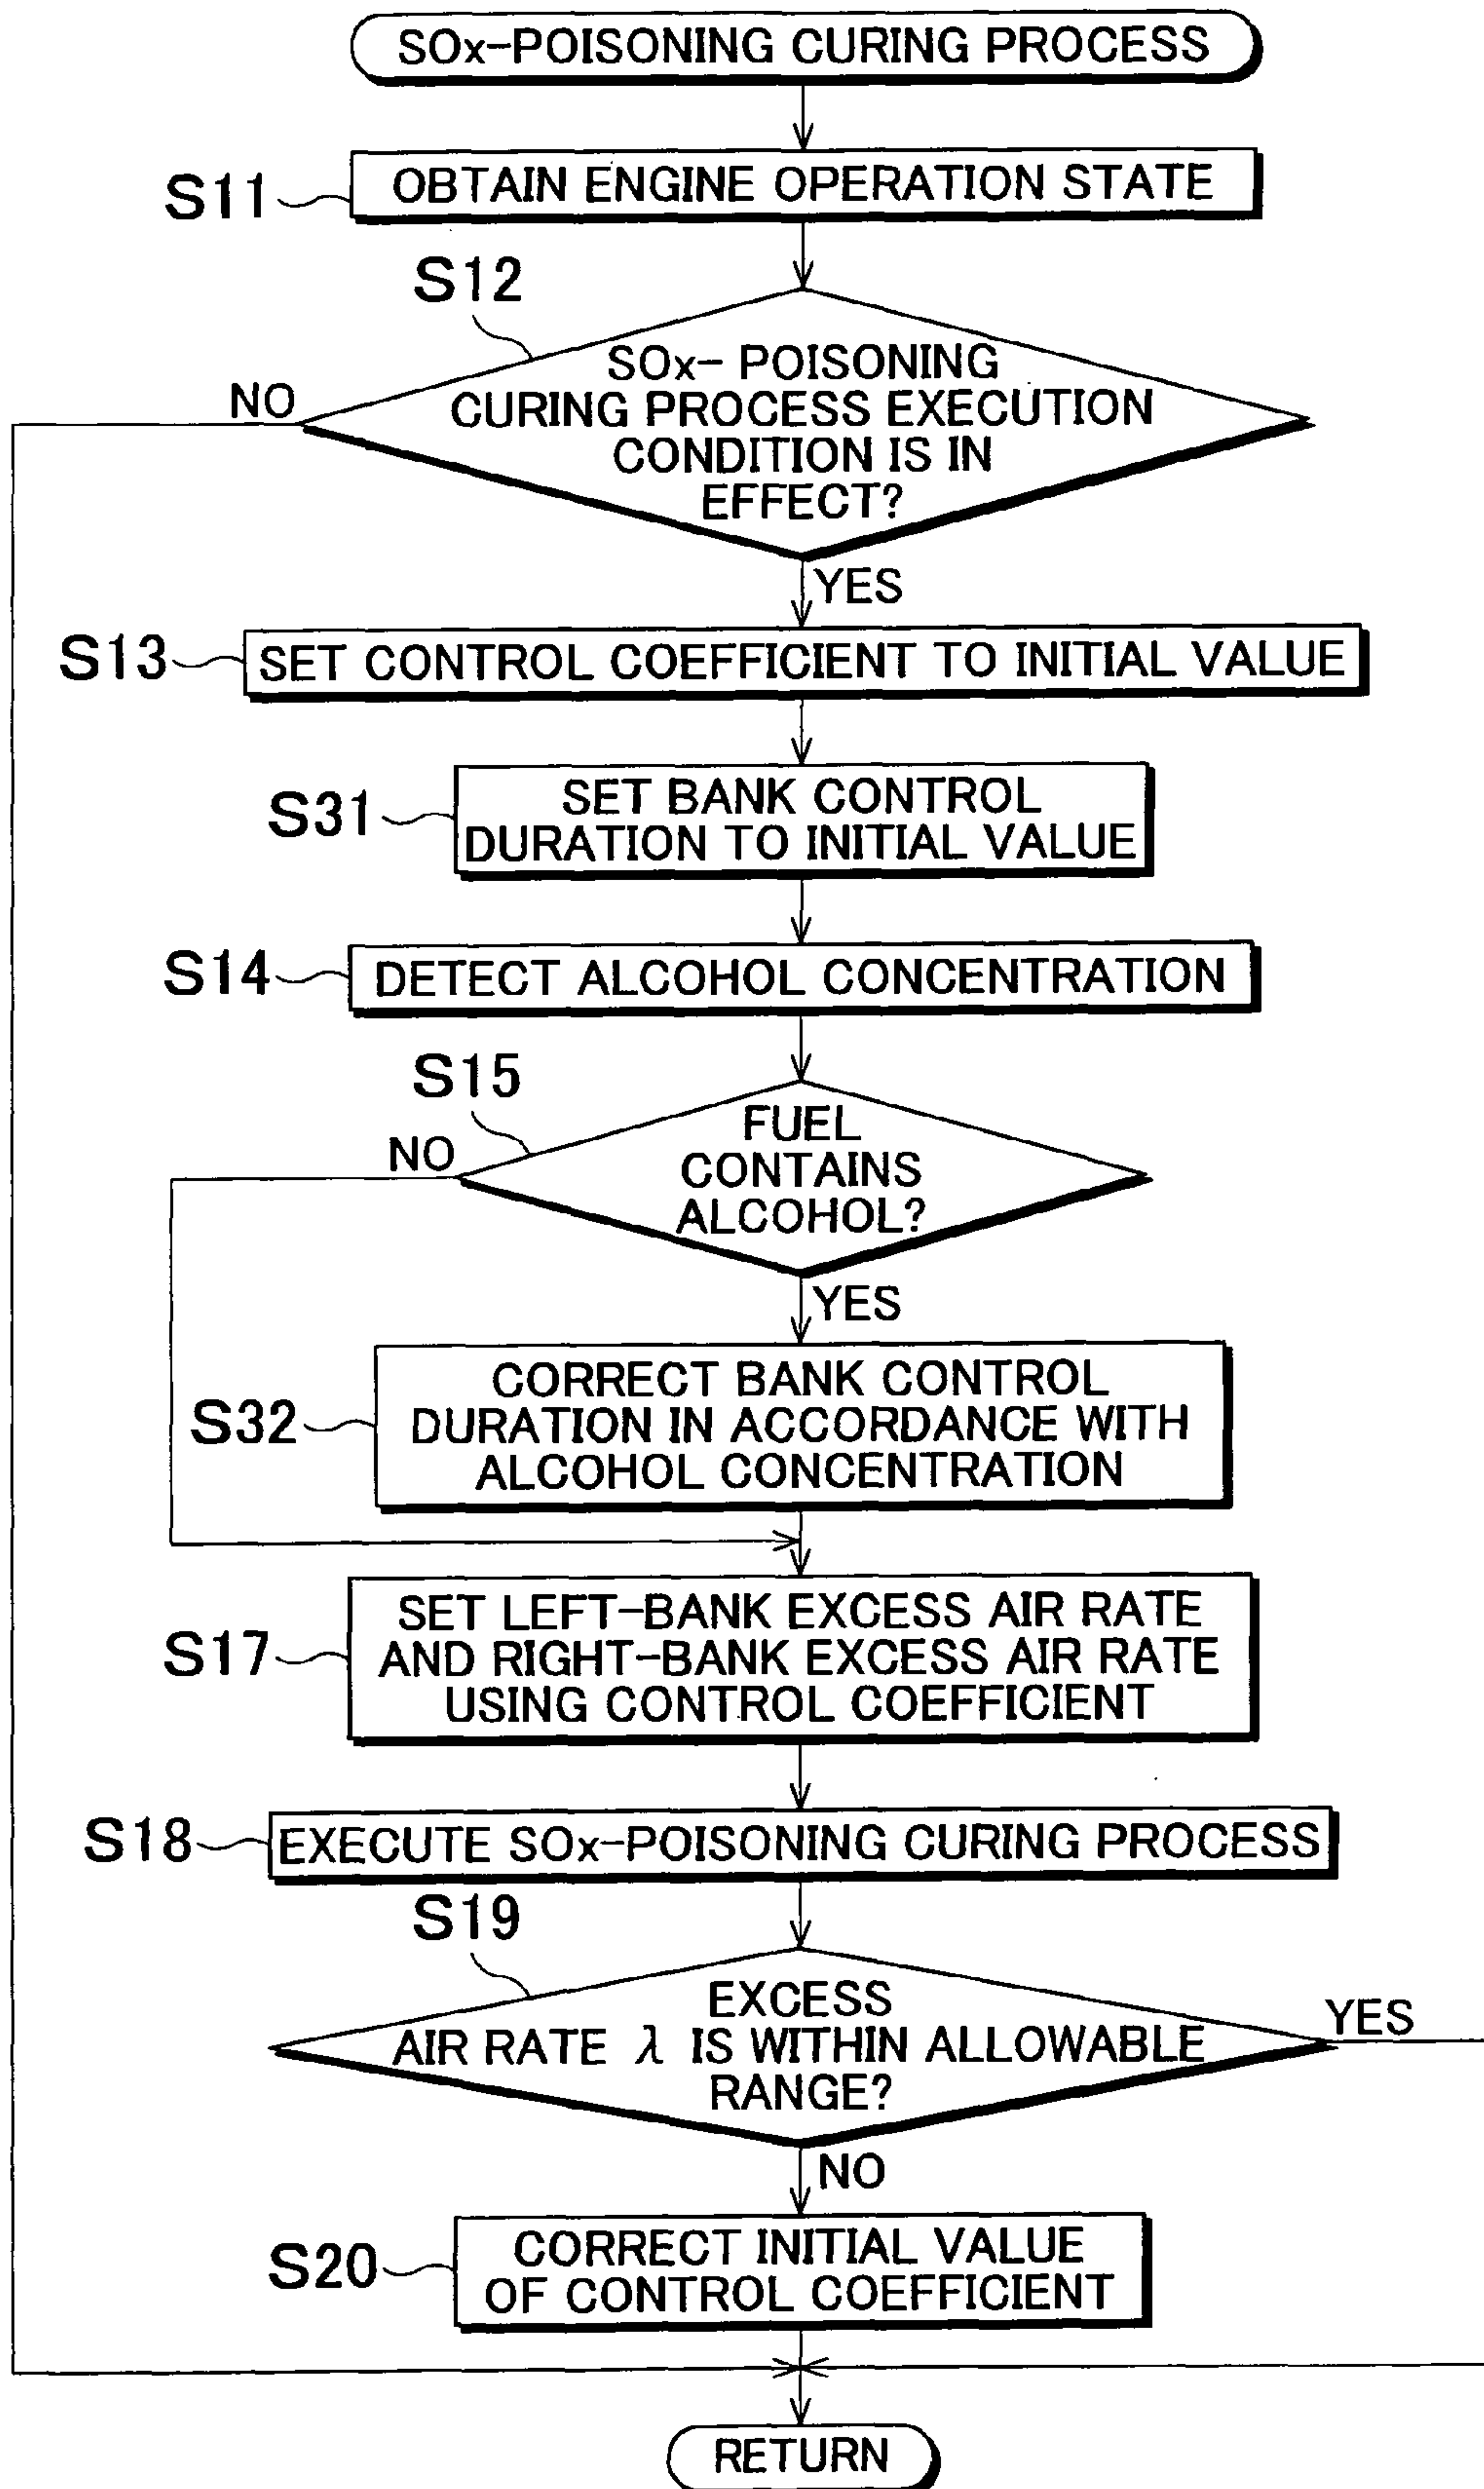 SOx-POISONING CURING PROCESS
S11
OBTAIN ENGINE OPERATION STATE
S12
SOx- POISONING
CURING PROCESS EXECUTION
CONDITION IS IN
EFFECT?
NO
YES
S13
SET CONTROL COEFFICIENT TO INITIAL VALUE
S31
SET BANK CONTROL
DURATION TO INITIAL VALUE
S14
DETECT ALCOHOL CONCENTRATION
S15
FUEL
CONTAINS
ALCOHOL?
NO
YES
S32
CORRECT BANK CONTROL
DURATION IN ACCORDANCE WITH
ALCOHOL CONCENTRATION
S17
SET LEFT-BANK EXCESS AIR RATE
AND RIGHT-BANK EXCESS AIR RATE
USING CONTROL COEFFICIENT
S18
EXECUTE SOx-POISONING CURING PROCESS
S19
EXCESS
AIR RATE λ IS WITHIN ALLOWABLE
RANGE?
YES
NO
S20
CORRECT INITIAL VALUE
OF CONTROL COEFFICIENT
RETURN